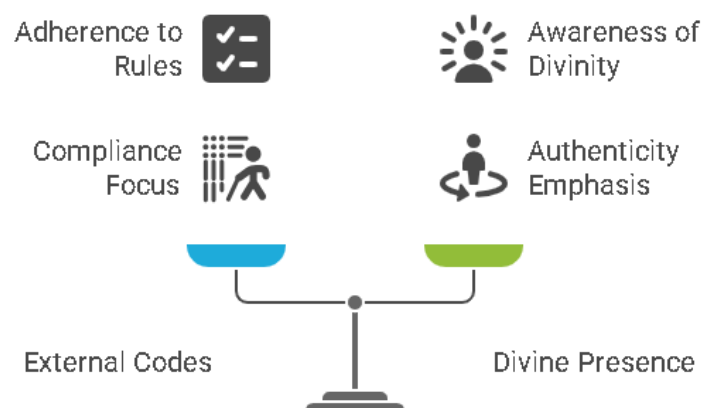 Adherence to
Rules
Awareness of
Divinity
Compliance
Focus
Authenticity
Emphasis
External Codes
Divine Presence